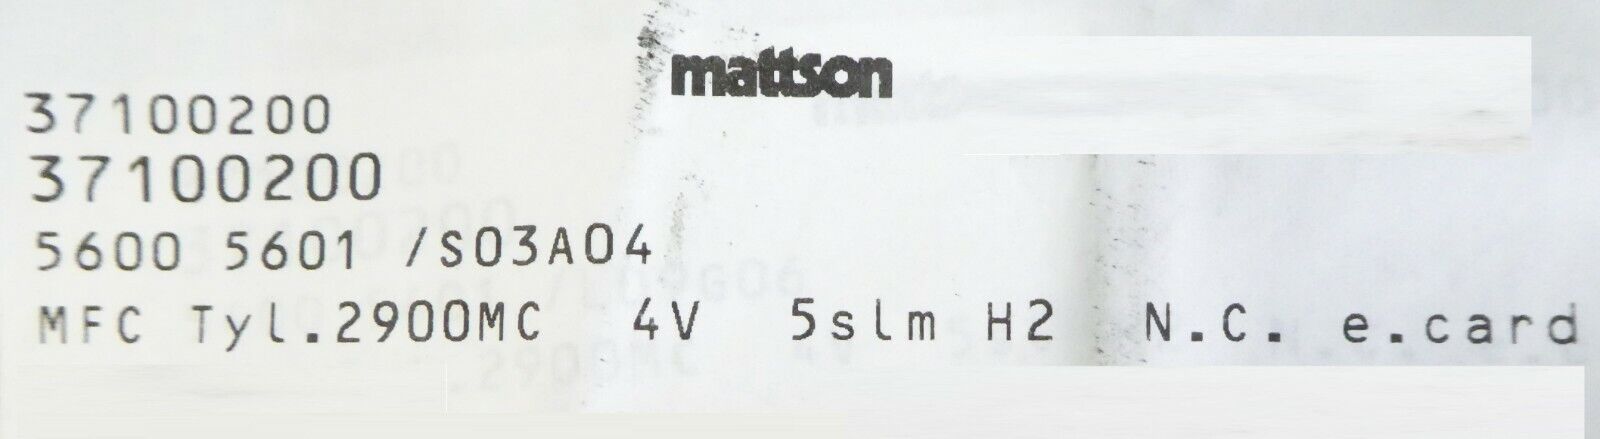 mattson
37100200
37100200
5600 5601 /S03A04
MFC Tyl.2900MC 4V 5slm H2 N.C. e.card